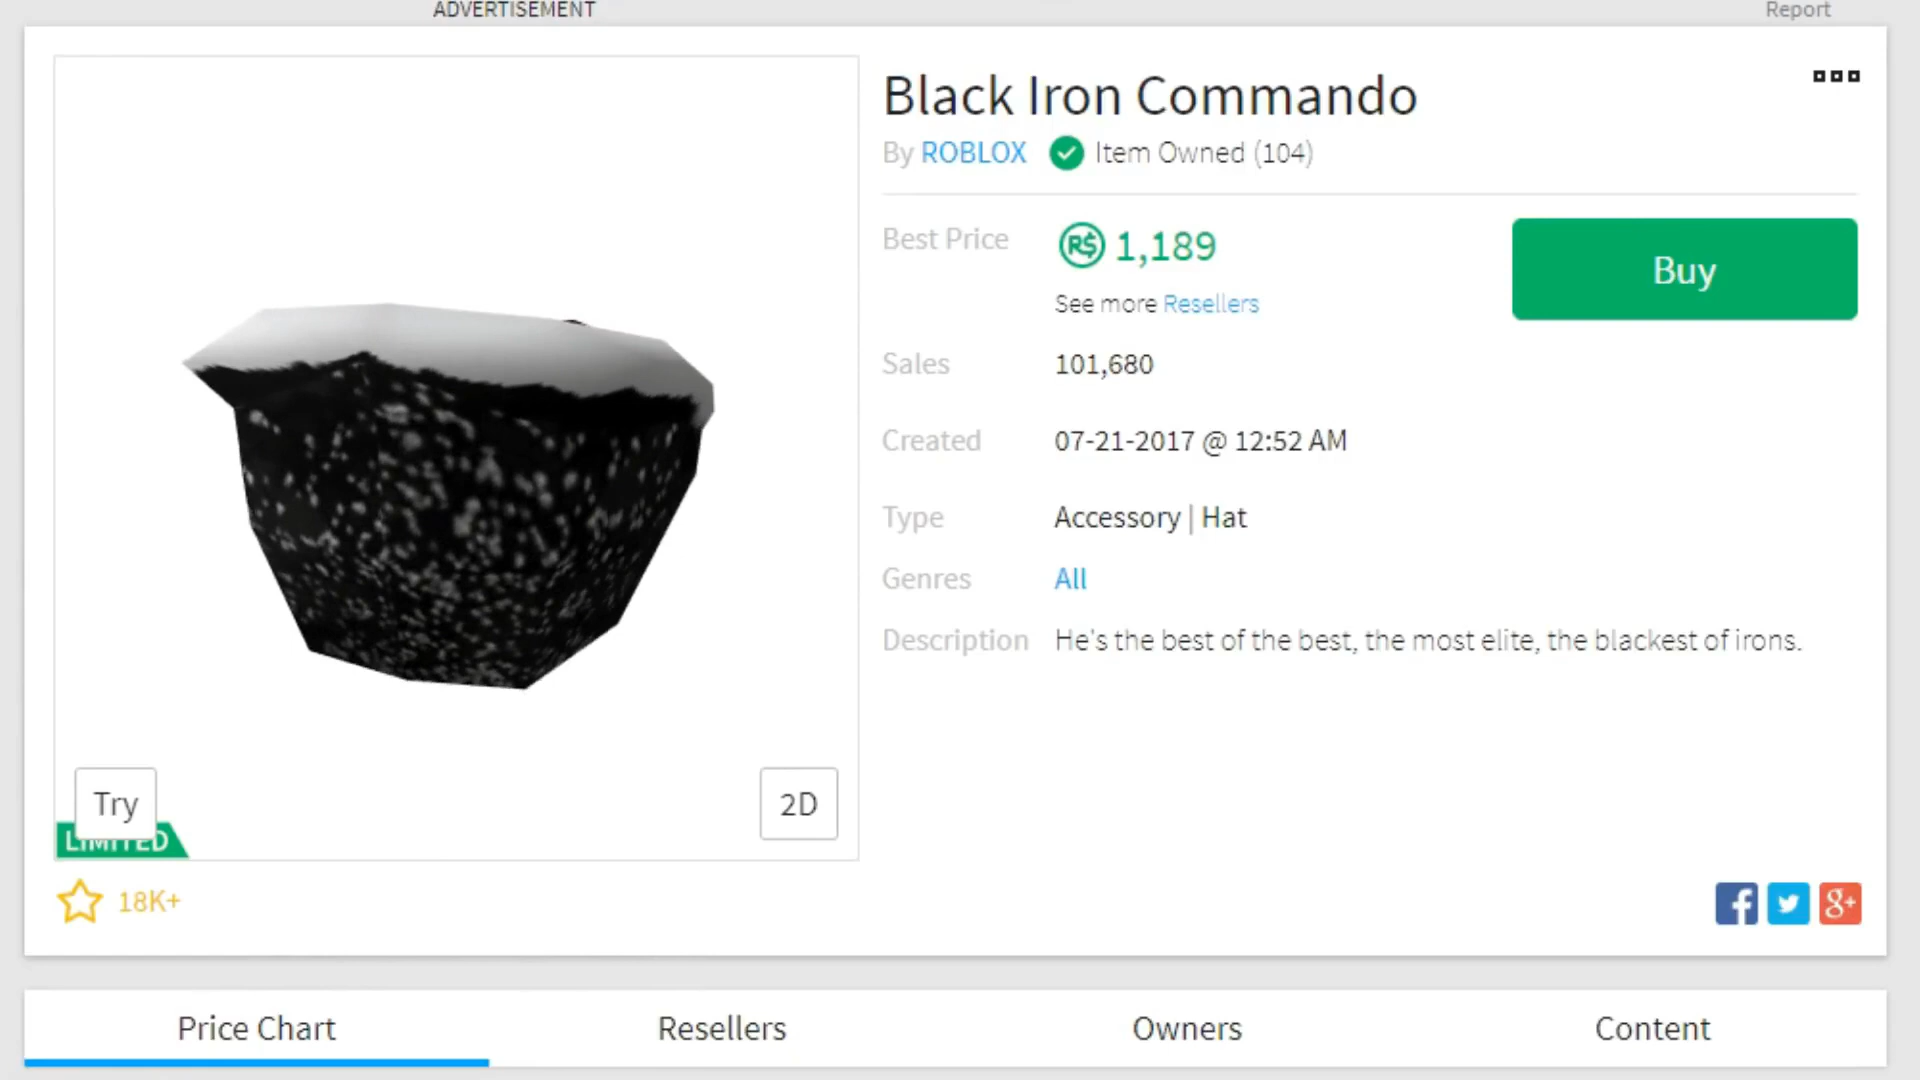 ADVERTISEMENT
Report
Black Iron Commando
By ROBLOX Item Owned (104)
Best Price R$ 1,189
Buy
See more Resellers
Sales 101,680
Created 07-21-2017 @ 12:52 AM
Type Accessory | Hat
Genres All
Description He's the best of the best, the most elite, the blackest of irons.
Try
2D
LIMITED
18K+
f
8+
Price Chart
Resellers
Owners
Content